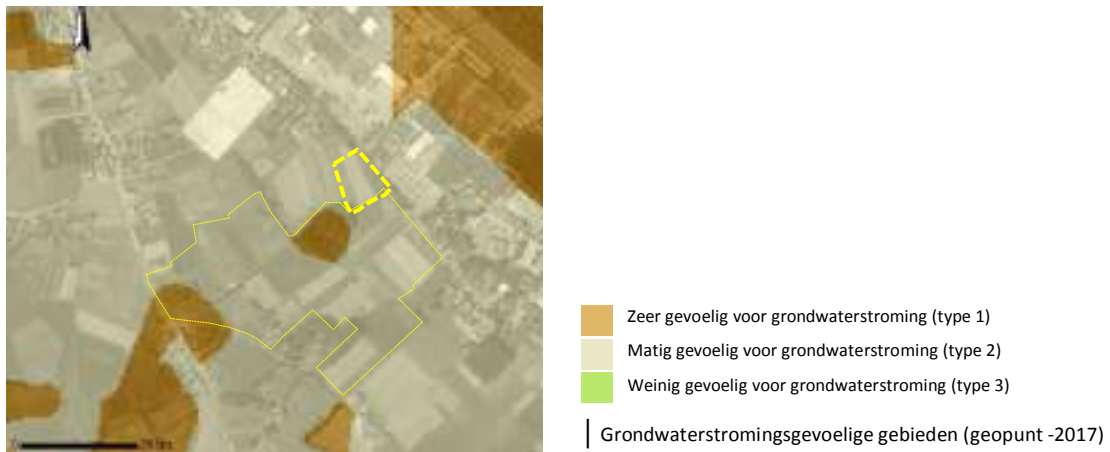 Zeer gevoelig voor grondwaterstroming (type 1)
Matig gevoelig voor grondwaterstroming (type 2)
Weinig gevoelig voor grondwaterstroming (type 3)
Grondwaterstromingsgevoelige gebieden (geopunt -2017)